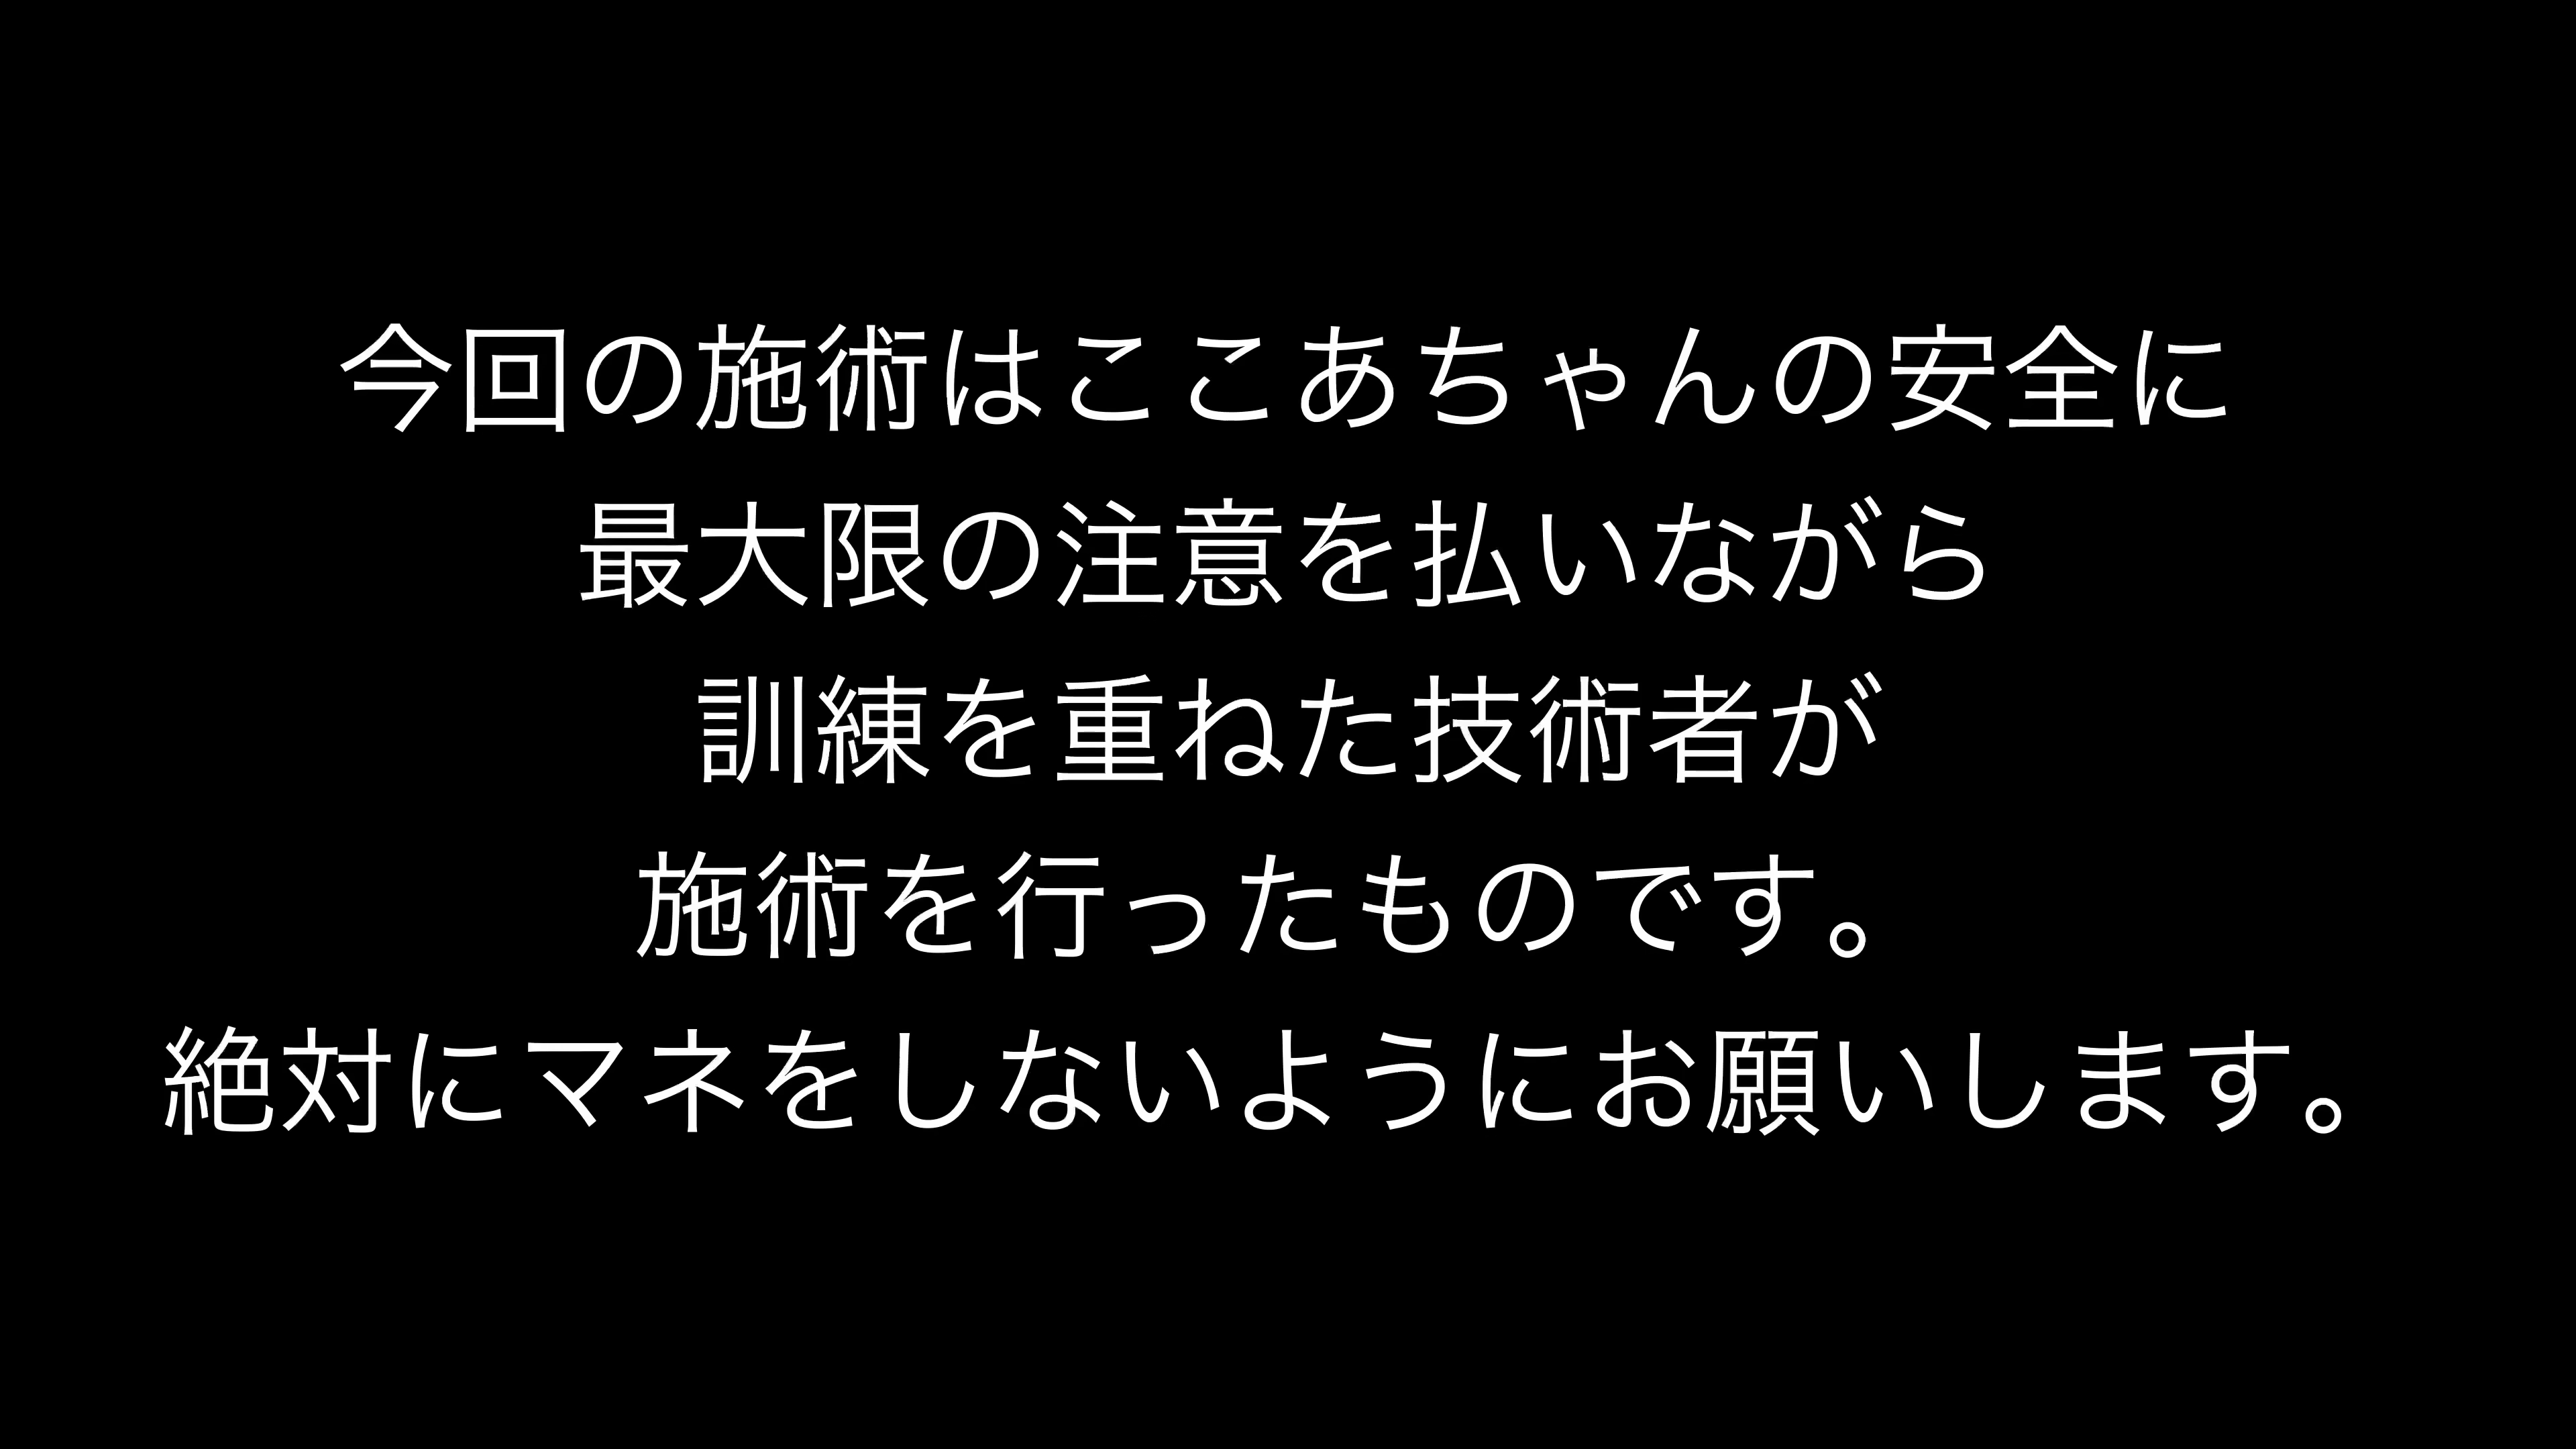 今回の施術はここあちゃんの安全に
最大限の注意を払いながら
訓練を重ねた技術者が
施術を行ったものです。
絶対にマネをしないようにお願いします。